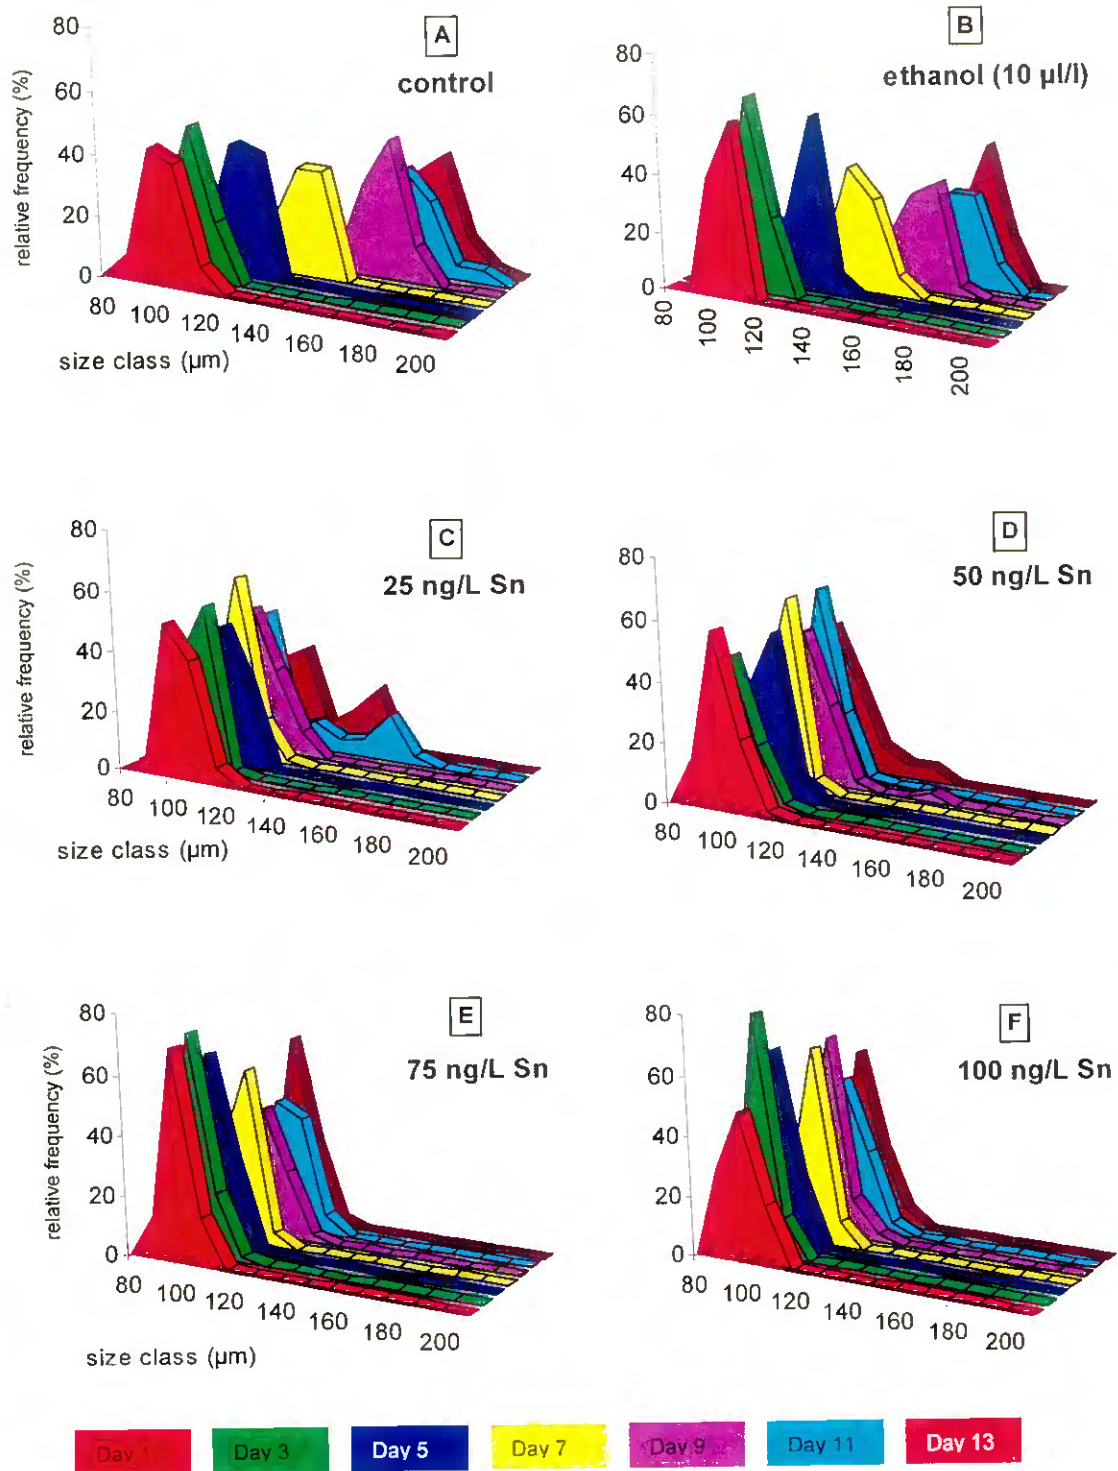 A
control
relative frequency (%)
80
60
40
20
0
80
100
120
140
160
180
200
size class (µm)
B
ethanol (10 µl/l)
80
60
40
20
0
80
100
120
140
160
180
200
C
25 ng/L Sn
relative frequency (%)
80
60
40
20
0
80
100
120
140
160
180
200
size class (µm)
D
50 ng/L Sn
80
60
40
20
0
80
100
120
140
160
180
200
E
75 ng/L Sn
relative frequency (%)
80
60
40
20
0
80
100
120
140
160
180
200
size class (µm)
F
100 ng/L Sn
80
60
40
20
0
80
100
120
140
160
180
200
Day 1
Day 3
Day 5
Day 7
Day 9
Day 11
Day 13